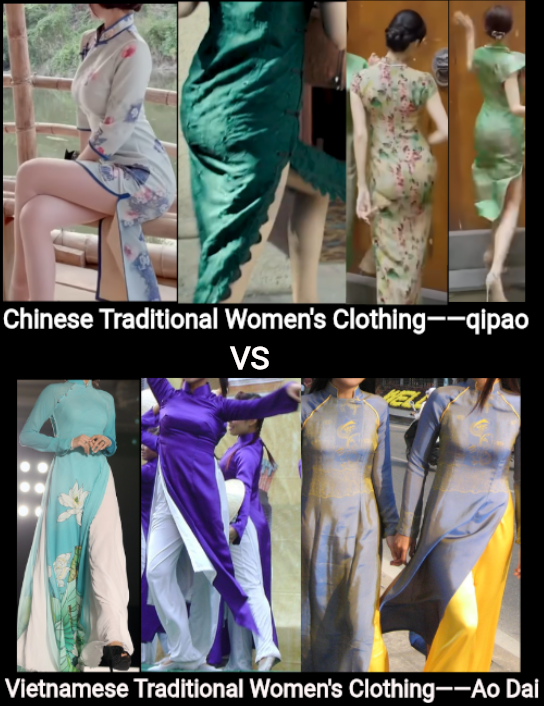 Chinese Traditional Women's Clothing——qipao
VS
Vietnamese Traditional Women's Clothing——Ao Dai